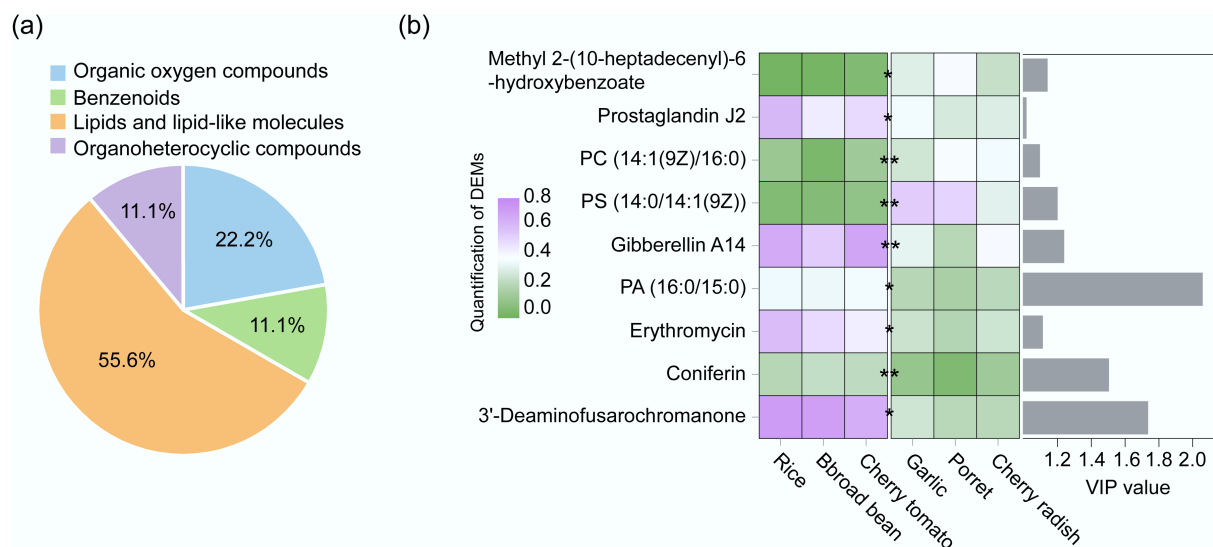 (a)
Organic oxygen compounds
Benzenoids
Lipids and lipid-like molecules
Organoheterocyclic compounds
11.1%
22.2%
11.1%
55.6%
(b)
Methyl 2-(10-heptadecenyl)-6
-hydroxybenzoate
*
Prostaglandin J2
*
PC (14:1(9Z)/16:0)
**
PS (14:0/14:1(9Z))
**
Gibberellin A14
**
PA (16:0/15:0)
*
Erythromycin
*
Coniferin
**
3'-Deaminofusarochromanone
*
Quantification of DEMs
0.8
0.6
0.4
0.2
0.0
Rice
Bbroad bean
Cherry tomato
Garlic
Porret
Cherry radish
1.2 1.4 1.6 1.8 2.0
VIP value